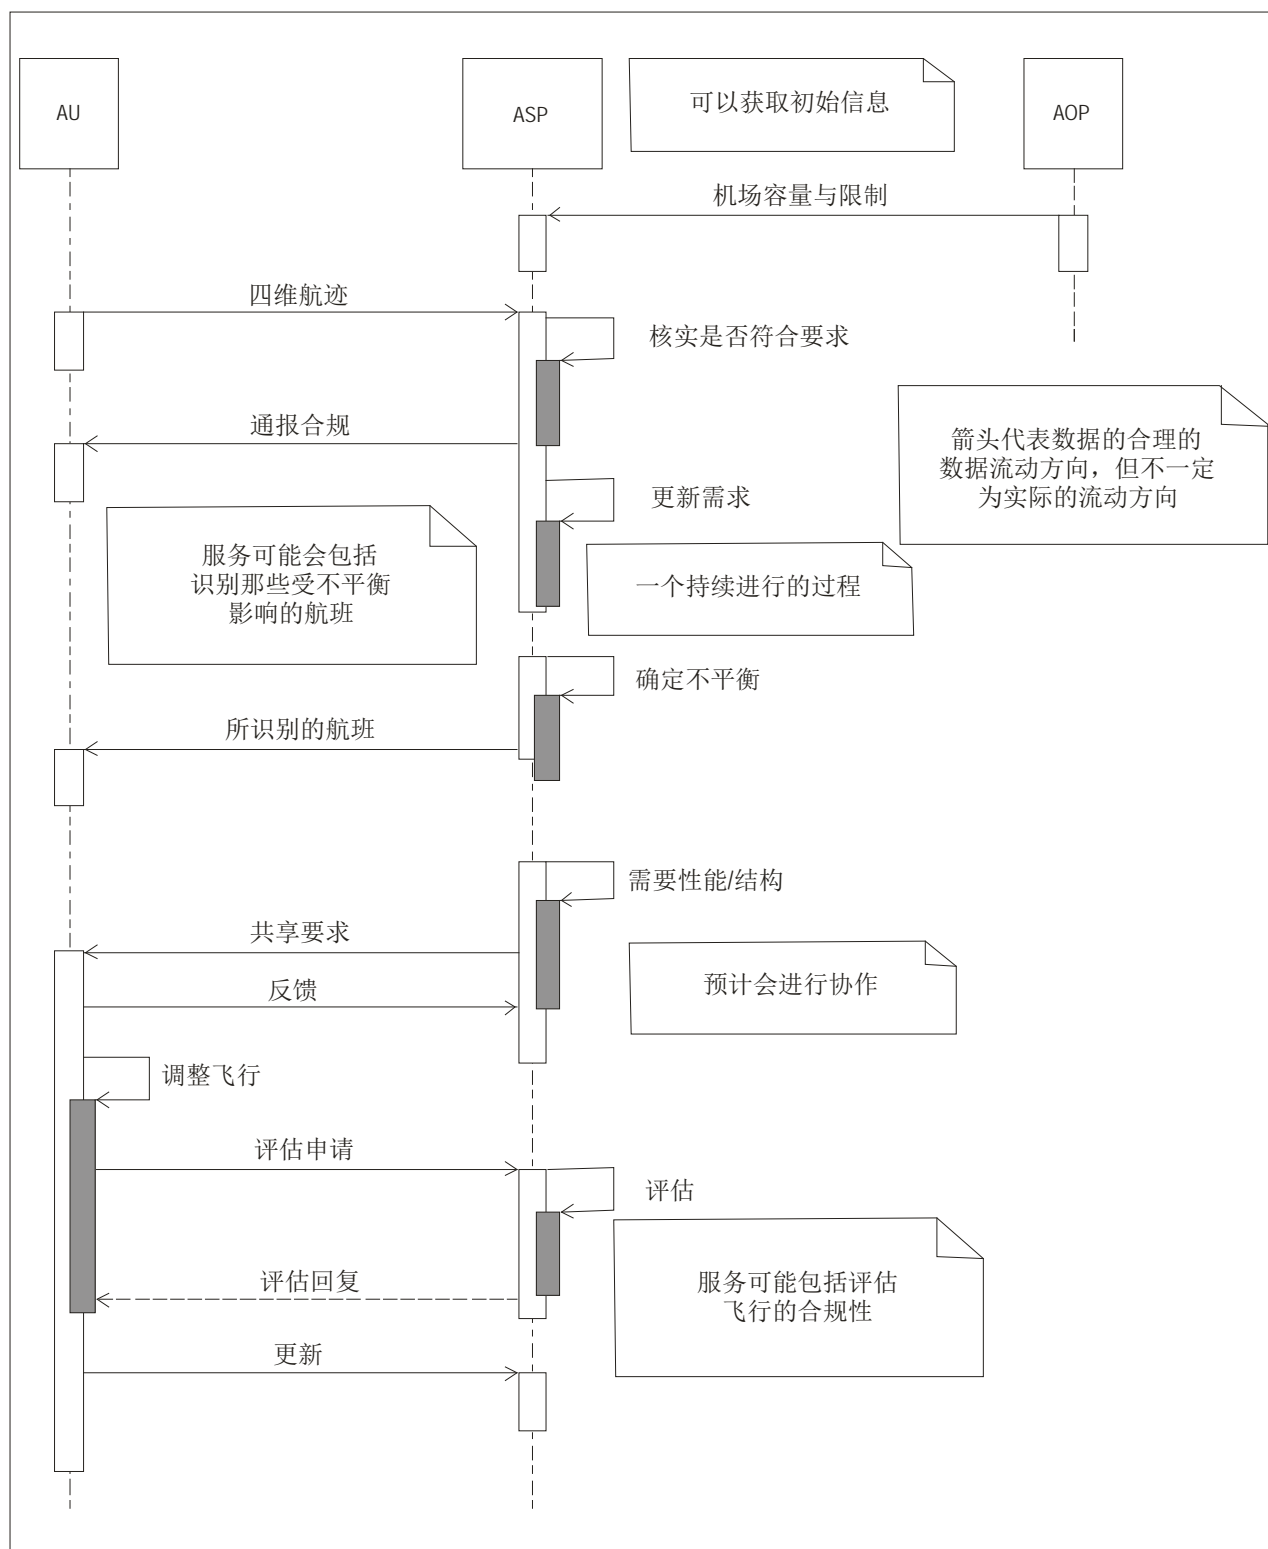 AU
ASP
可以获取初始信息
AOP
机场容量与限制
四维航迹
核实是否符合要求
通报合规
箭头代表数据的合理的
数据流动方向，但不一定
为实际的流动方向
更新需求
服务可能会包括
识别那些受不平衡
影响的航班
一个持续进行的过程
确定不平衡
所识别的航班
需要性能/结构
共享要求
预计会进行协作
反馈
调整飞行
评估申请
评估
评估回复
服务可能包括评估
飞行的合规性
更新